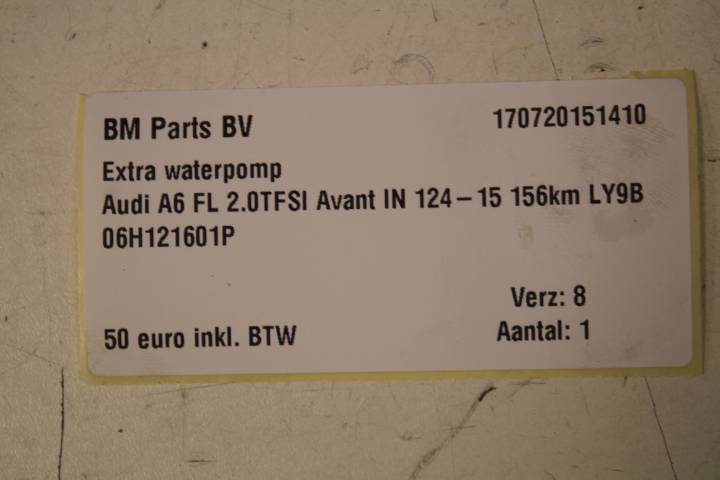 BM Parts BV 170720151410
Extra waterpomp
Audi A6 FL 2.0TFSI Avant IN 124-15 156km LY9B
06H121601P
Verz: 8
50 euro inkl. BTW Aantal: 1